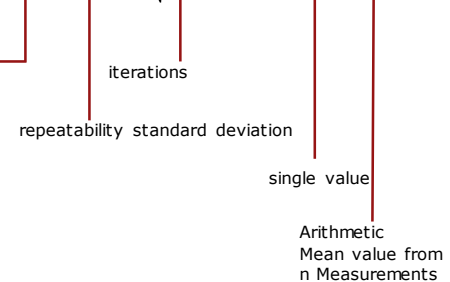 iterations
repeatability standard deviation
single value
Arithmetic
Mean value from
n Measurements